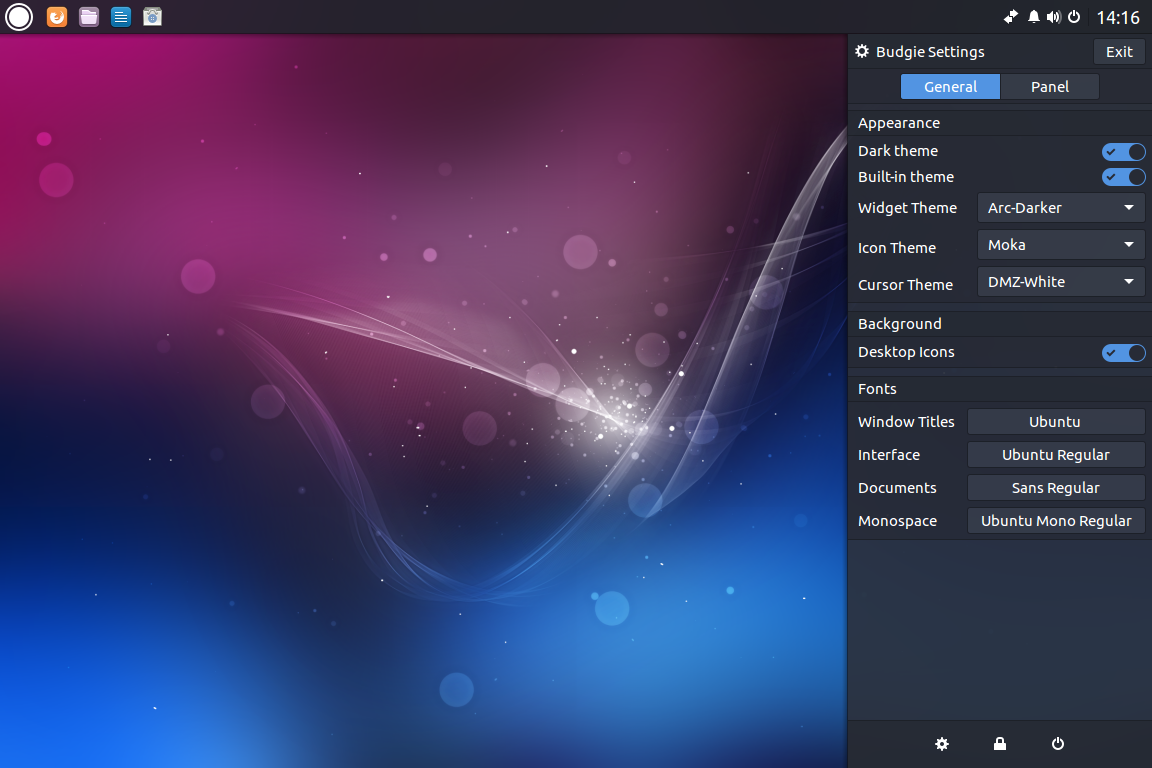 14:16
Budgie Settings Exit
General Panel
Appearance
Dark theme
Built-in theme
Widget Theme Arc-Darker
Icon Theme Moka
Cursor Theme DMZ-White
Background
Desktop Icons
Fonts
Window Titles Ubuntu
Interface Ubuntu Regular
Documents Sans Regular
Monospace Ubuntu Mono Regular